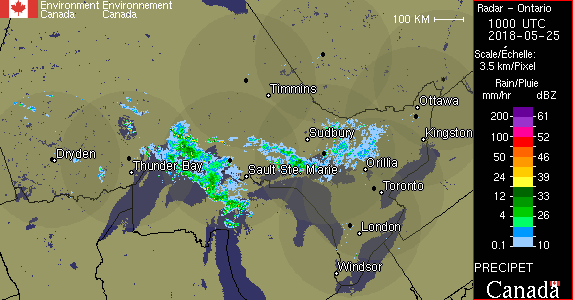 Environment Environnement
Canada Canada
100 KM
Timmins
Ottawa
Sudbury
Kingston
Dryden
Thunder Bay
Sault Ste. Marie
Orillia
Toronto
London
Windsor
Radar - Ontario
1000 UTC
2018-05-25
Scale/Échelle:
3.5 km/Pixel
Rain/Pluie
mm/hr dBZ
200 61
100 52
50 46
24 39
12 33
4 26
1 20
0.1 10
PRECIPET
Canada